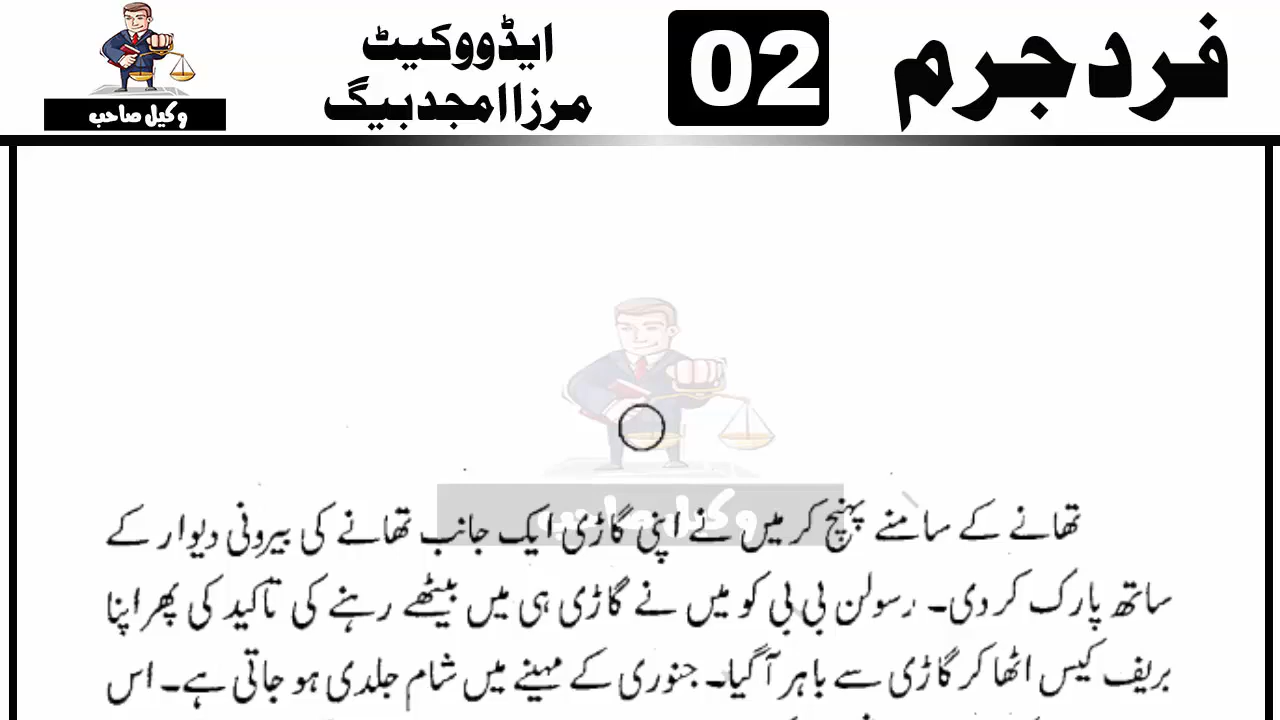 فرد جرم
02
ایڈووکیٹ
مرزا امجد بیگ
وکیل صاحب
وکیل صاحب
تھانے کے سامنے پہنچ کر میں نے اپنی گاڑی ایک جانب تھانے کی بیرونی دیوار کے
ساتھ پارک کر دی۔ رسولن بی بی کو میں نے گاڑی ہی میں بیٹھے رہنے کی تاکید کی پھر اپنا
بریف کیس اٹھا کر گاڑی سے باہر آ گیا۔ جنوری کے مہینے میں شام جلدی ہو جاتی ہے۔ اس